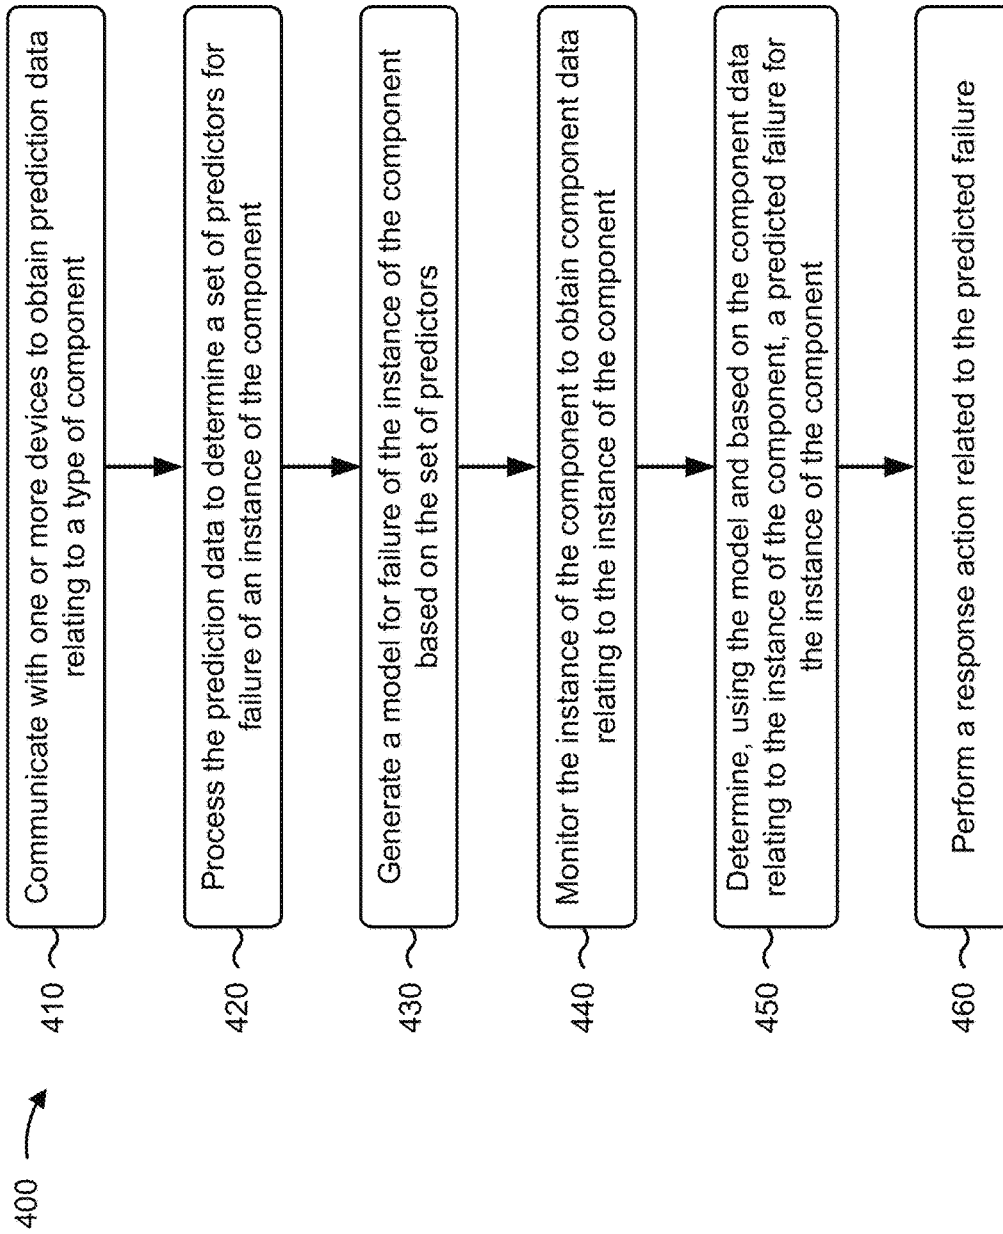 400
410
Communicate with one or more devices to obtain prediction data
relating to a type of component
420
Process the prediction data to determine a set of predictors for
failure of an instance of the component
430
Generate a model for failure of the instance of the component
based on the set of predictors
440
Monitor the instance of the component to obtain component data
relating to the instance of the component
450
Determine, using the model and based on the component data
relating to the instance of the component, a predicted failure for
the instance of the component
460
Perform a response action related to the predicted failure